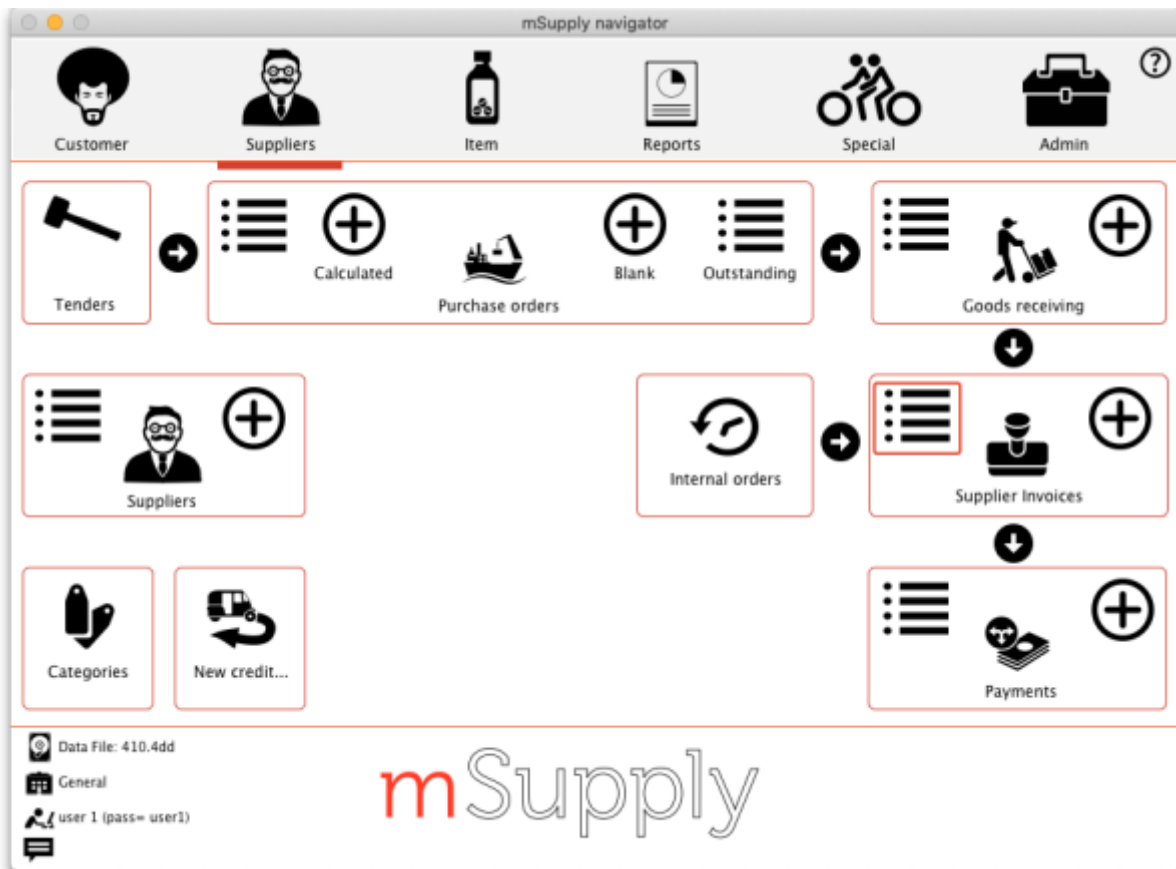 mSupply navigator
Customer
Suppliers
Item
Reports
Special
Admin
?
Tenders
Calculated
Purchase orders
Blank
Outstanding
Goods receiving
Suppliers
Internal orders
Supplier Invoices
Categories
New credit...
Payments
Data File: 410.4dd
General
user 1 (pass= user1)
mSupply